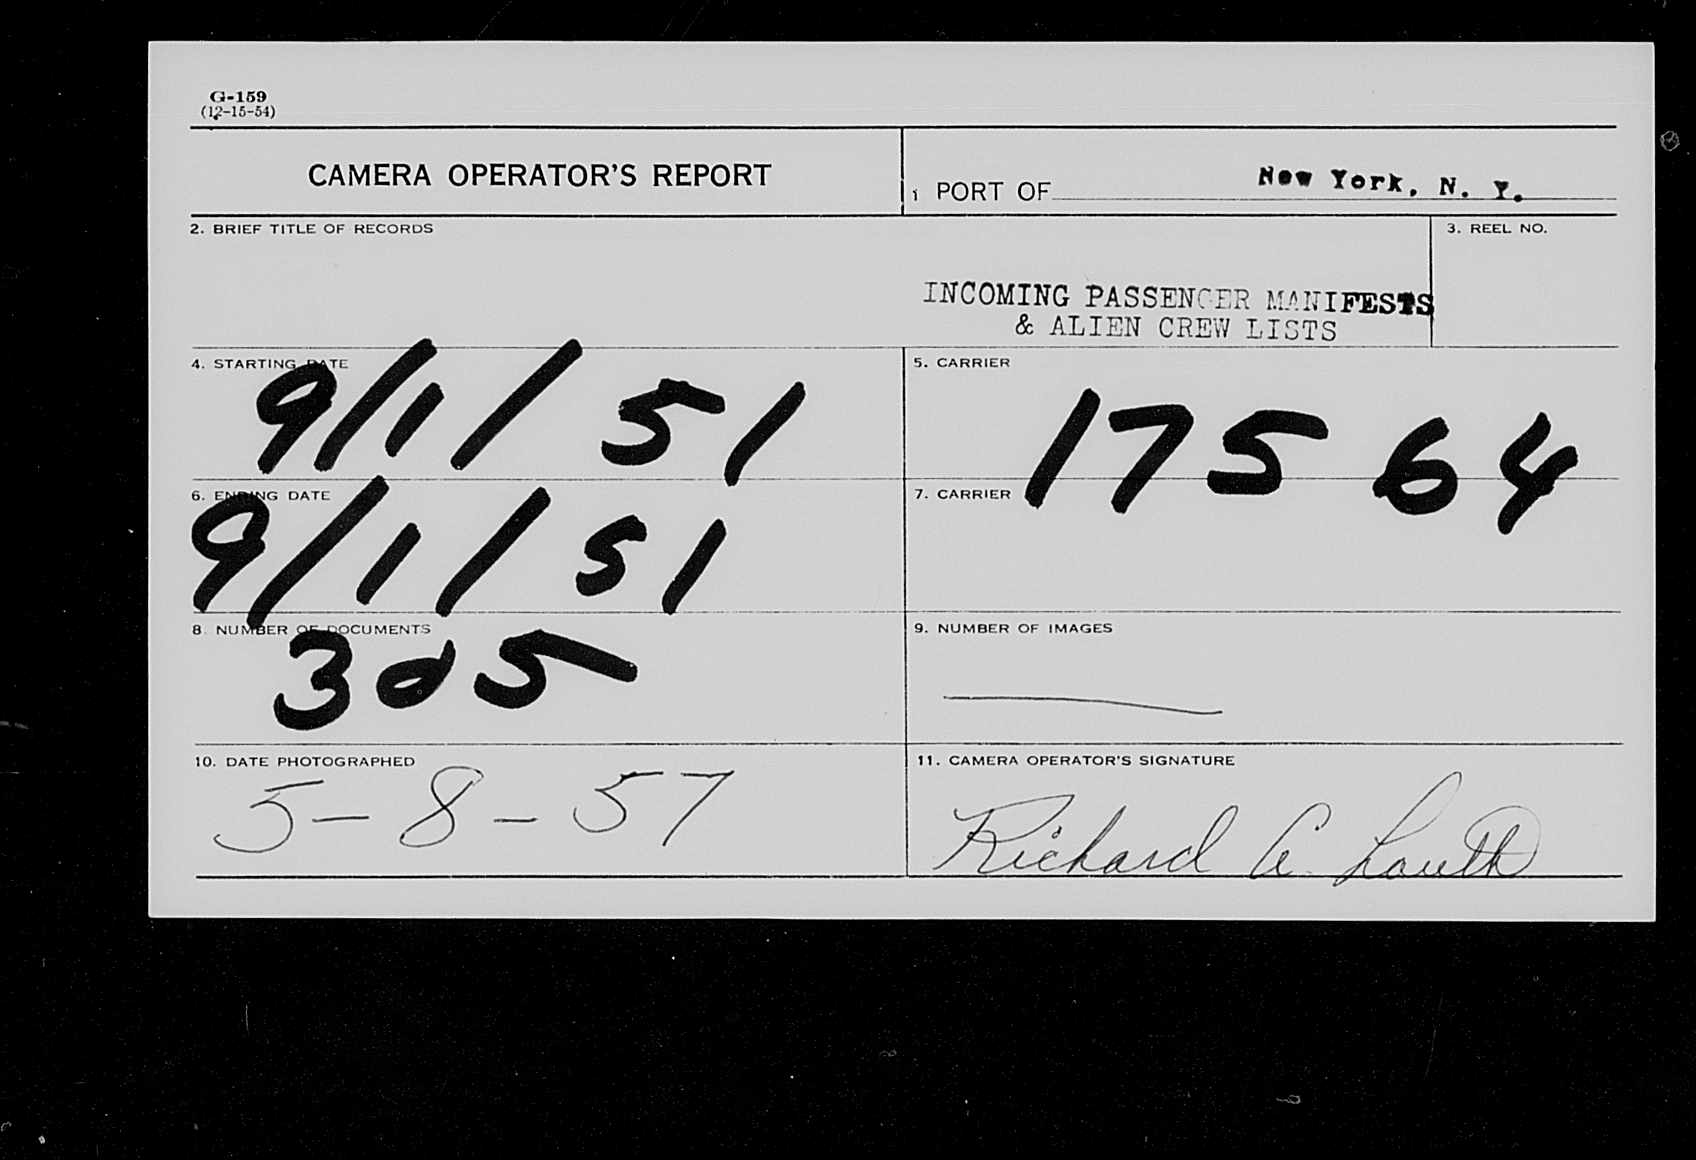 G-159
(12-15-54)
CAMERA OPERATOR'S REPORT
1 PORT OF New York, N. Y.
2. BRIEF TITLE OF RECORDS
INCOMING PASSENGER MANIFESTS
& ALIEN CREW LISTS
3. REEL NO.
4. STARTING DATE
9/1/51
5. CARRIER
17564
6. ENDING DATE
9/1/51
7. CARRIER
8. NUMBER OF DOCUMENTS
305
9. NUMBER OF IMAGES
10. DATE PHOTOGRAPHED
5-8-57
11. CAMERA OPERATOR'S SIGNATURE
Richard A. Louth